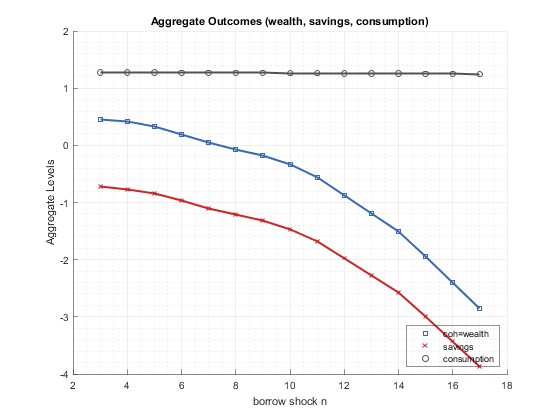 Aggregate Outcomes (wealth, savings, consumption)
2
1
0
-1
-2
-3
-4
Aggregate Levels
coh=wealth
savings
consumption
2 4 6 8 10 12 14 16 18
borrow shock n